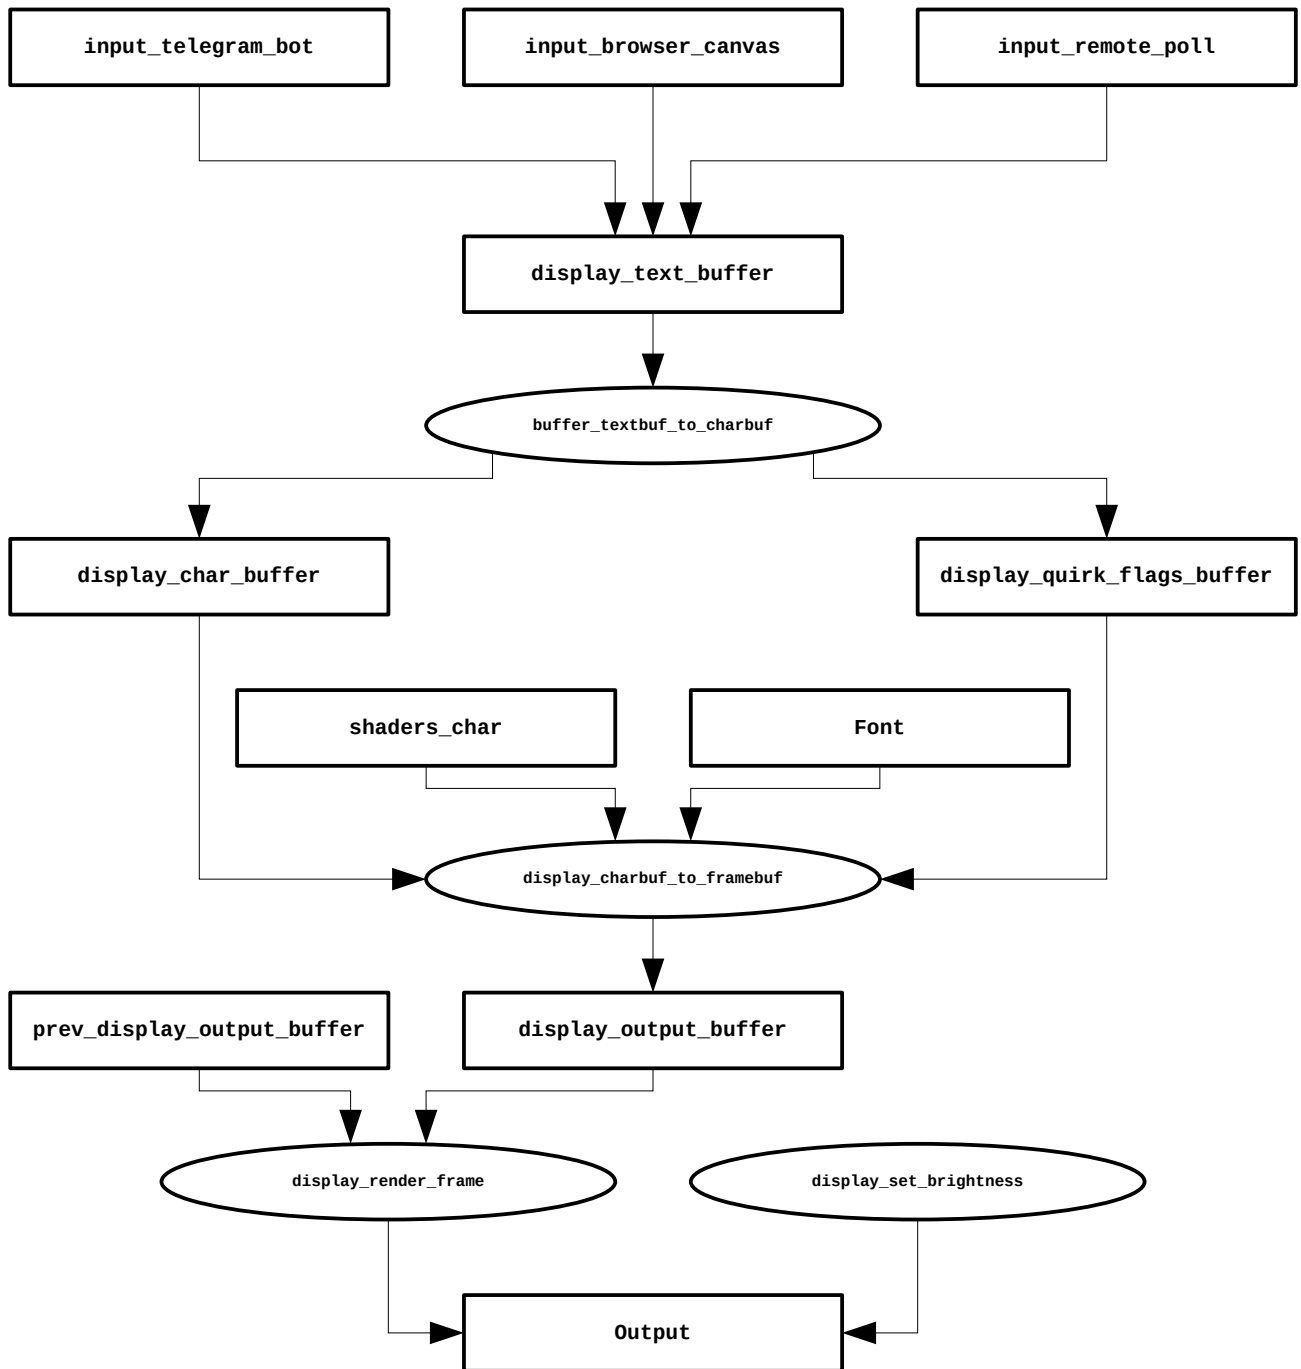 input_telegram_bot
input_browser_canvas
input_remote_poll
display_text_buffer
buffer_textbuf_to_charbuf
display_char_buffer
display_quirk_flags_buffer
shaders_char
Font
display_charbuf_to_framebuf
prev_display_output_buffer
display_output_buffer
display_render_frame
display_set_brightness
Output